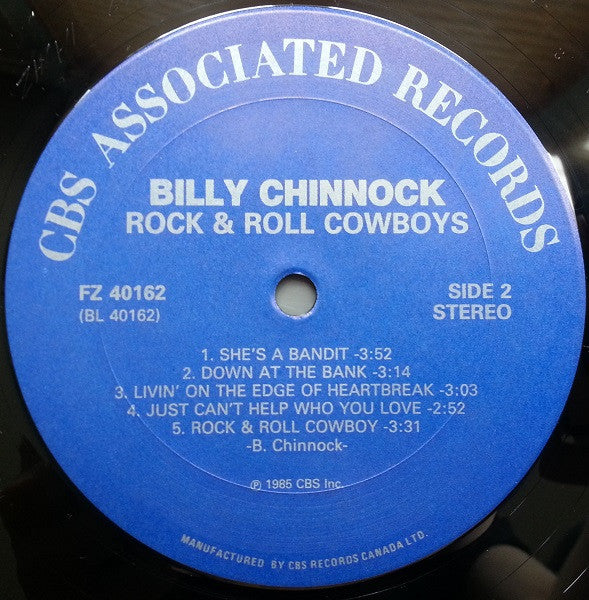 CBS ASSOCIATED RECORDS
BILLY CHINNOCK
ROCK & ROLL COWBOYS
FZ 40162
(BL 40162)
SIDE 2
STEREO
1. SHE'S A BANDIT -3:52
2. DOWN AT THE BANK -3:14
3. LIVIN' ON THE EDGE OF HEARTBREAK -3:03
4. JUST CAN'T HELP WHO YOU LOVE -2:52
5. ROCK & ROLL COWBOY -3:31
-B. Chinnock-
℗ 1985 CBS Inc.
MANUFACTURED BY CBS RECORDS CANADA LTD.